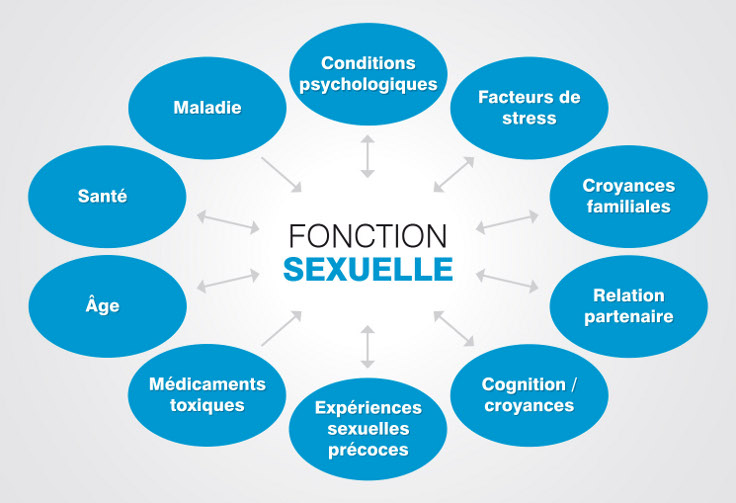 Conditions
psychologiques
Facteurs de
stress
Croyances
familiales
Relation
partenaire
Cognition /
croyances
Expériences
sexuelles
précoces
Médicaments
toxiques
Âge
Santé
Maladie
FONCTION
SEXUELLE